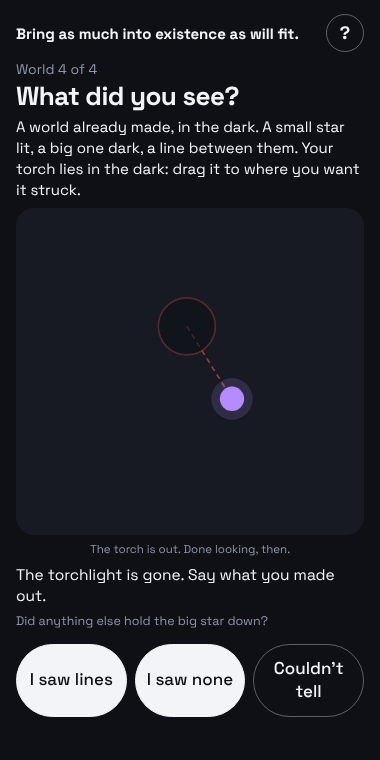 Bring as much into existence as will fit.
?
World 4 of 4
What did you see?
A world already made, in the dark. A small star
lit, a big one dark, a line between them. Your
torch lies in the dark: drag it to where you want
it struck.
The torch is out. Done looking, then.
The torchlight is gone. Say what you made
out.
Did anything else hold the big star down?
I saw lines
I saw none
Couldn't
tell